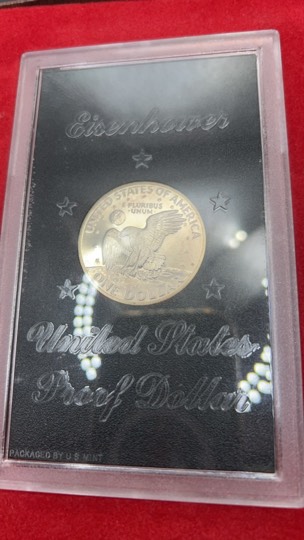 Eisenhower
UNITED STATES OF AMERICA
E PLURIBUS
UNUM
ONE DOLLAR
United States
Proof Dollar
PACKAGED BY U S MINT